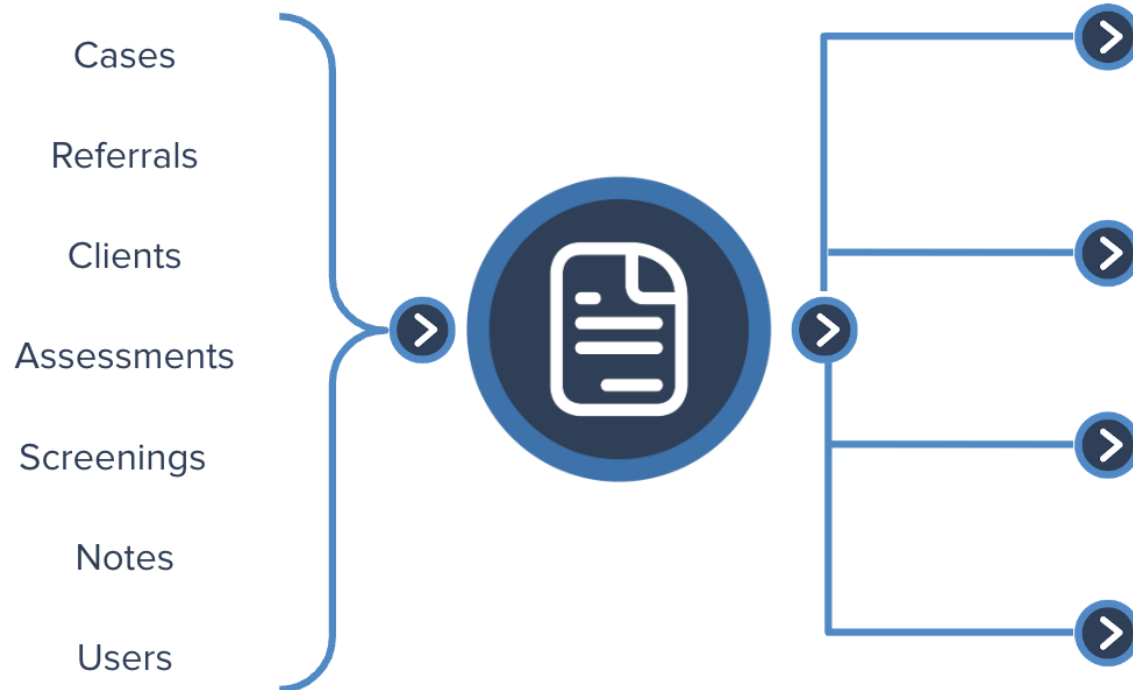 Cases
Referrals
Clients
Assessments
Screenings
Notes
Users